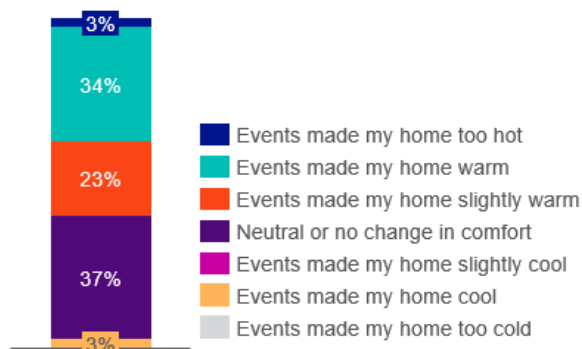 3%
34%
23%
37%
3%
Events made my home too hot
Events made my home warm
Events made my home slightly warm
Neutral or no change in comfort
Events made my home slightly cool
Events made my home cool
Events made my home too cold